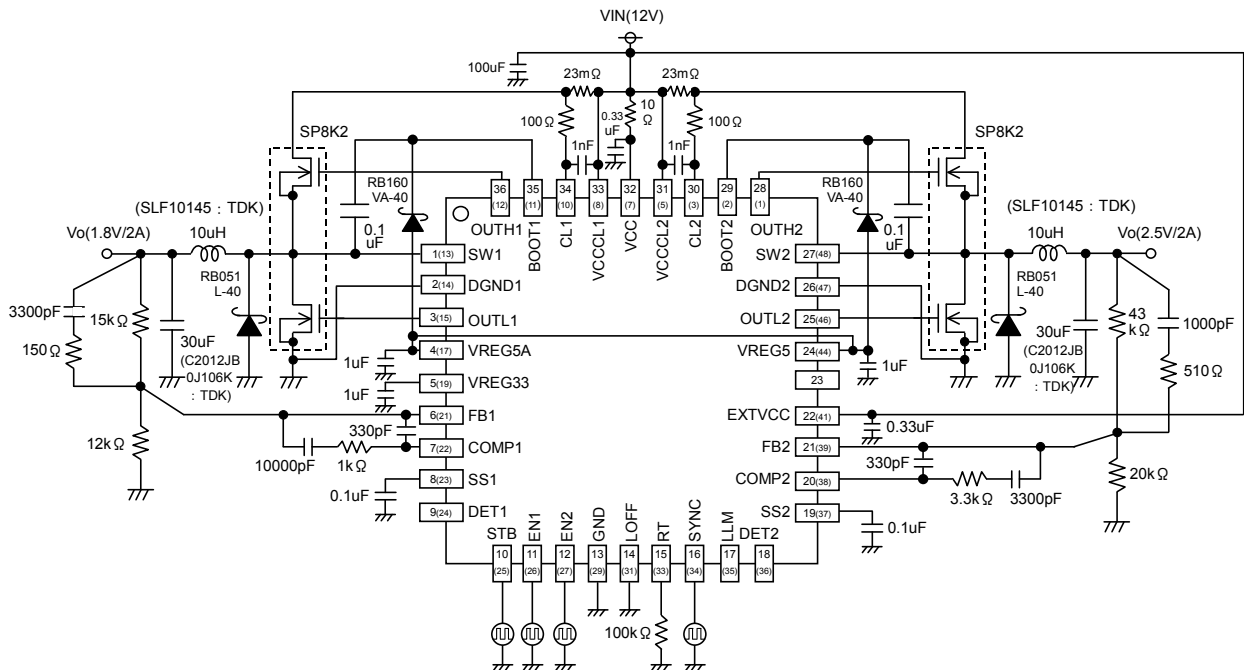 VIN(12V)
100uF
23mΩ
23mΩ
SP8K2
100Ω
0.33
uF
10
Ω
100Ω
SP8K2
1nF
1nF
RB160
VA-40
RB160
VA-40
36
(12)
35
(11)
34
(10)
33
(8)
32
(7)
31
(5)
30
(3)
29
(2)
28
(1)
(SLF10145 : TDK)
(SLF10145 : TDK)
0.1
uF
0.1
uF
OUTH1
BOOT1
CL1
VCCCL1
VCC
VCCCL2
CL2
BOOT2
OUTH2
Vo(1.8V/2A)
10uH
10uH
Vo(2.5V/2A)
1(13)
SW1
SW2
27(48)
RB051
L-40
RB051
L-40
2(14)
DGND1
DGND2
26(47)
3300pF
15kΩ
3(15)
OUTL1
OUTL2
25(46)
43
kΩ
1000pF
150Ω
30uF
(C2012JB
0J106K
: TDK)
30uF
(C2012JB
0J106K
: TDK)
1uF
4(17)
VREG5A
VREG5
24(44)
1uF
510Ω
1uF
5(19)
VREG33
23
6(21)
FB1
EXTVCC
22(41)
0.33uF
12kΩ
330pF
10000pF
1kΩ
7(22)
COMP1
FB2
21(39)
330pF
8(23)
SS1
COMP2
20(38)
3.3kΩ
3300pF
20kΩ
0.1uF
9(24)
DET1
SS2
19(37)
0.1uF
STB
EN1
EN2
GND
LOFF
RT
SYNC
LLM
DET2
10
(25)
11
(26)
12
(27)
13
(29)
14
(31)
15
(33)
16
(34)
17
(35)
18
(36)
100kΩ